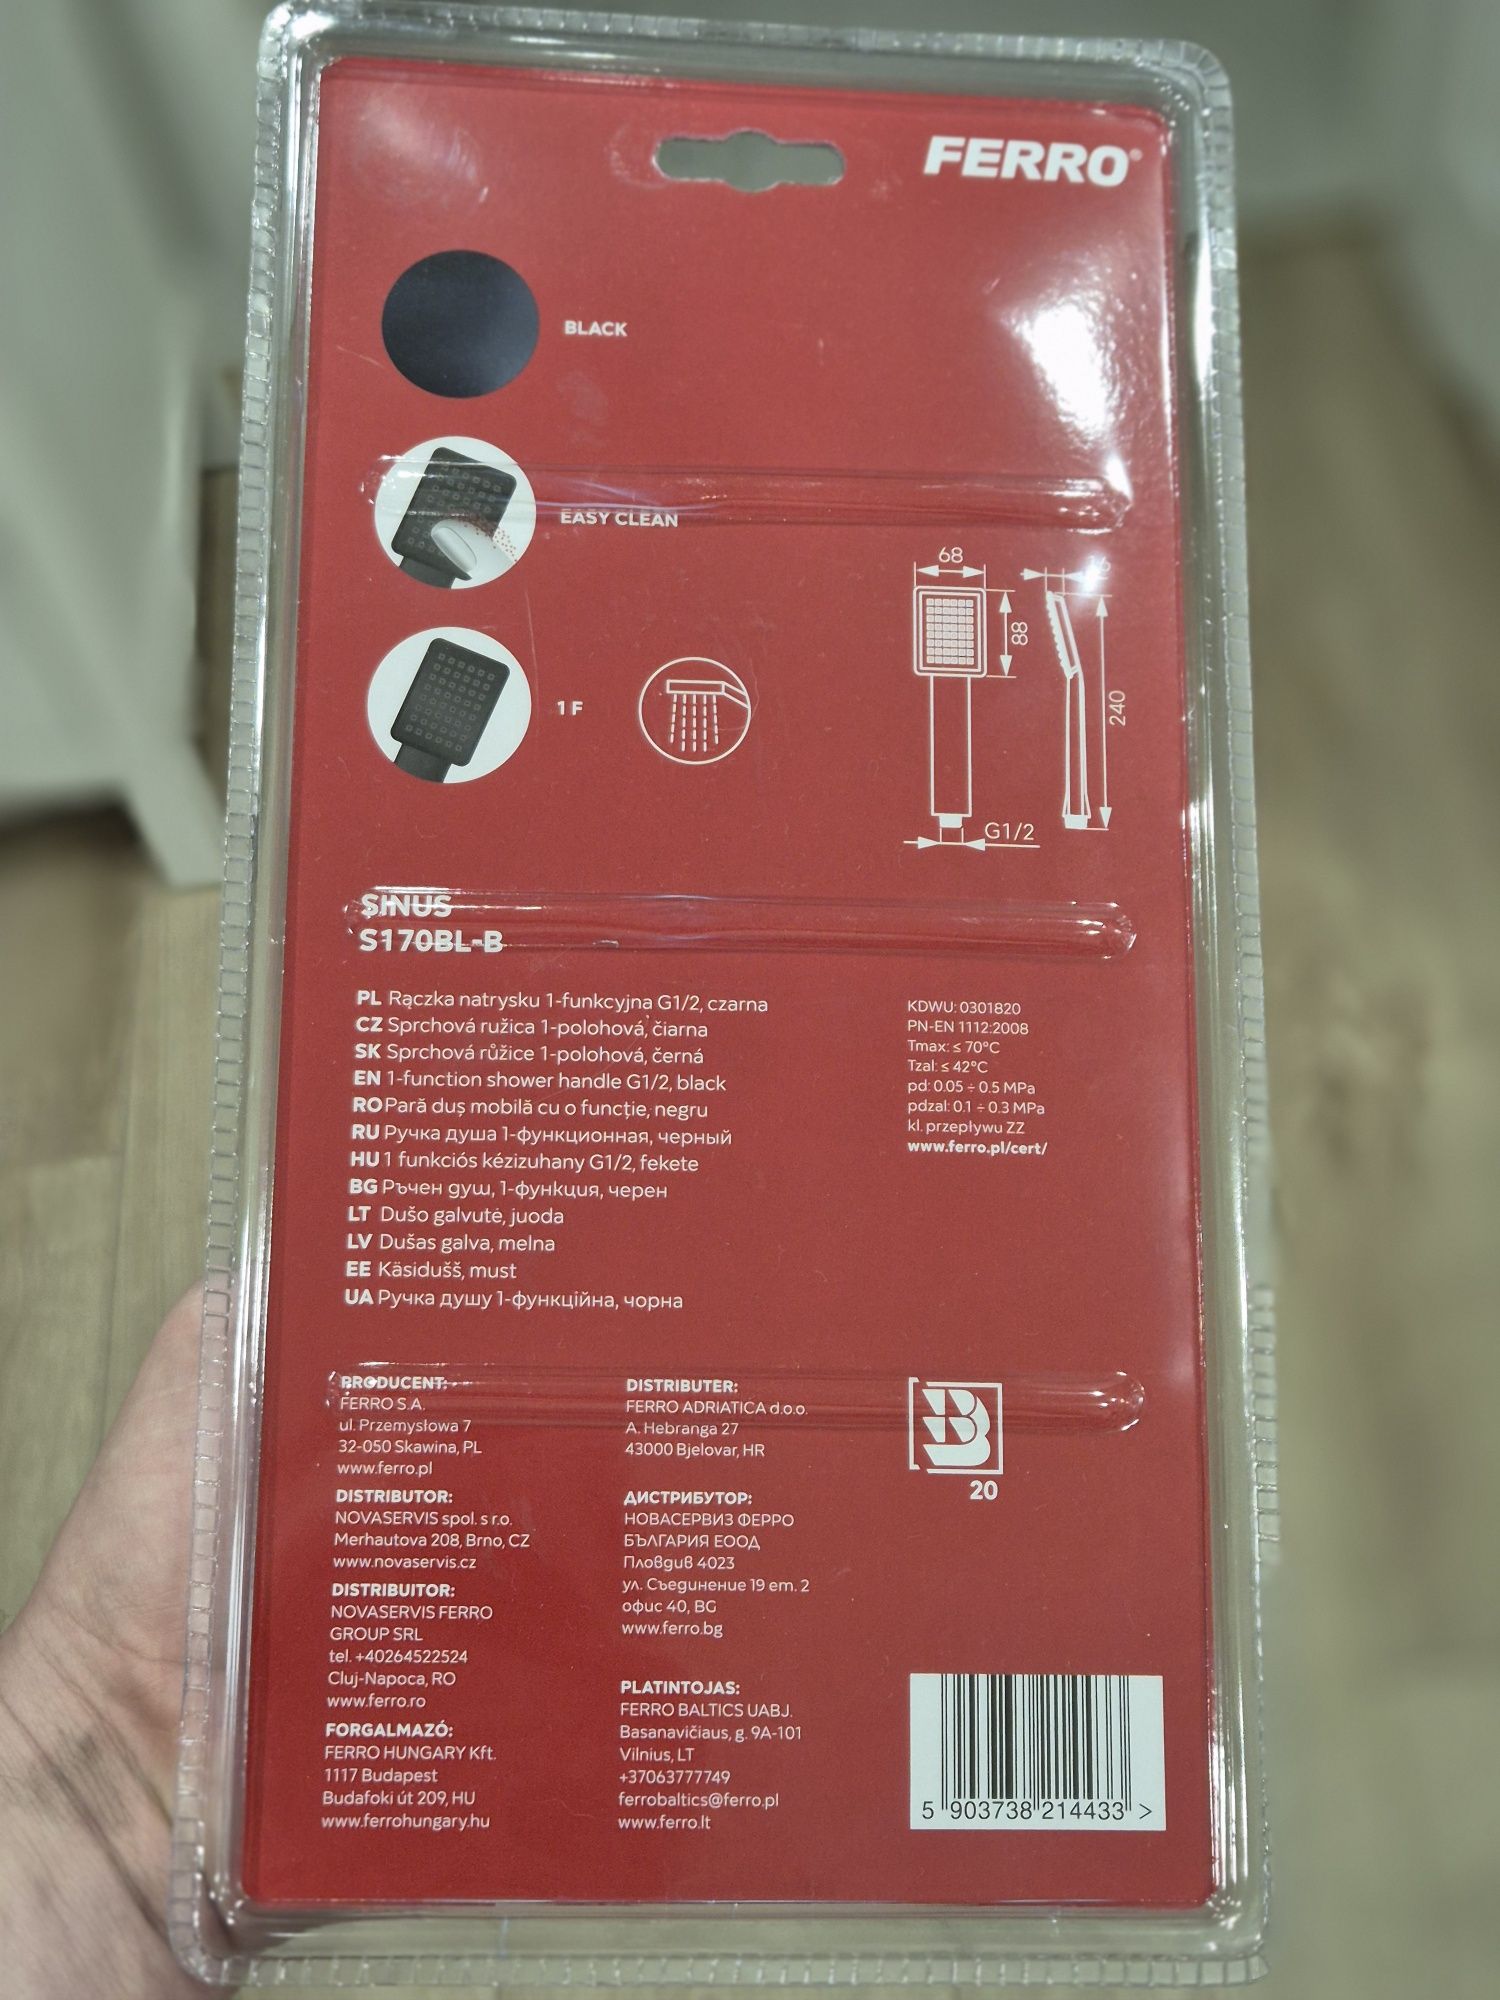 FERRO®
BLACK
EASY CLEAN
1 F
68
88
240
G1/2
SINUS
S170BL-B
PL Rączka natrysku 1-funkcyjna G1/2, czarna
CZ Sprchová ružica 1-polohová, čiarna
SK Sprchová růžice 1-polohová, černá
EN 1-function shower handle G1/2, black
RO Pară duș mobilă cu o funcție, negru
RU Ручка душа 1-функционная, черный
HU 1 funkciós kézizuhany G1/2, fekete
BG Ръчен душ, 1-функция, черен
LT Dušo galvutė, juoda
LV Dušas galva, melna
EE Käsidušš, must
UA Ручка душу 1-функційна, чорна
KDWU: 0301820
PN-EN 1112:2008
Tmax: ≤ 70°C
Tzal: ≤ 42°C
pd: 0.05 ÷ 0.5 MPa
pdzal: 0.1 ÷ 0.3 MPa
kl. przepływu ZZ
www.ferro.pl/cert/
PRODUCENT:
FERRO S.A.
ul. Przemysłowa 7
32-050 Skawina, PL
www.ferro.pl
DISTRIBUTOR:
NOVASERVIS spol. s r.o.
Merhautova 208, Brno, CZ
www.novaservis.cz
DISTRIBUITOR:
NOVASERVIS FERRO
GROUP SRL
tel. +40264522524
Cluj-Napoca, RO
www.ferro.ro
FORGALMAZÓ:
FERRO HUNGARY Kft.
1117 Budapest
Budafoki út 209, HU
www.ferrohungary.hu
DISTRIBUTER:
FERRO ADRIATICA d.o.o.
A. Hebranga 27
43000 Bjelovar, HR
ДИСТРИБУТОР:
НОВАСЕРВИЗ ФЕРРО
БЪЛГАРИЯ ЕООД
Пловдив 4023
ул. Съединение 19 ет. 2
офис 40, BG
www.ferro.bg
PLATINTOJAS:
FERRO BALTICS UABJ.
Basanavičiaus, g. 9A-101
Vilnius, LT
+37063777749
ferrobaltics@ferro.pl
www.ferro.lt
B
20
5 903738 214433 >